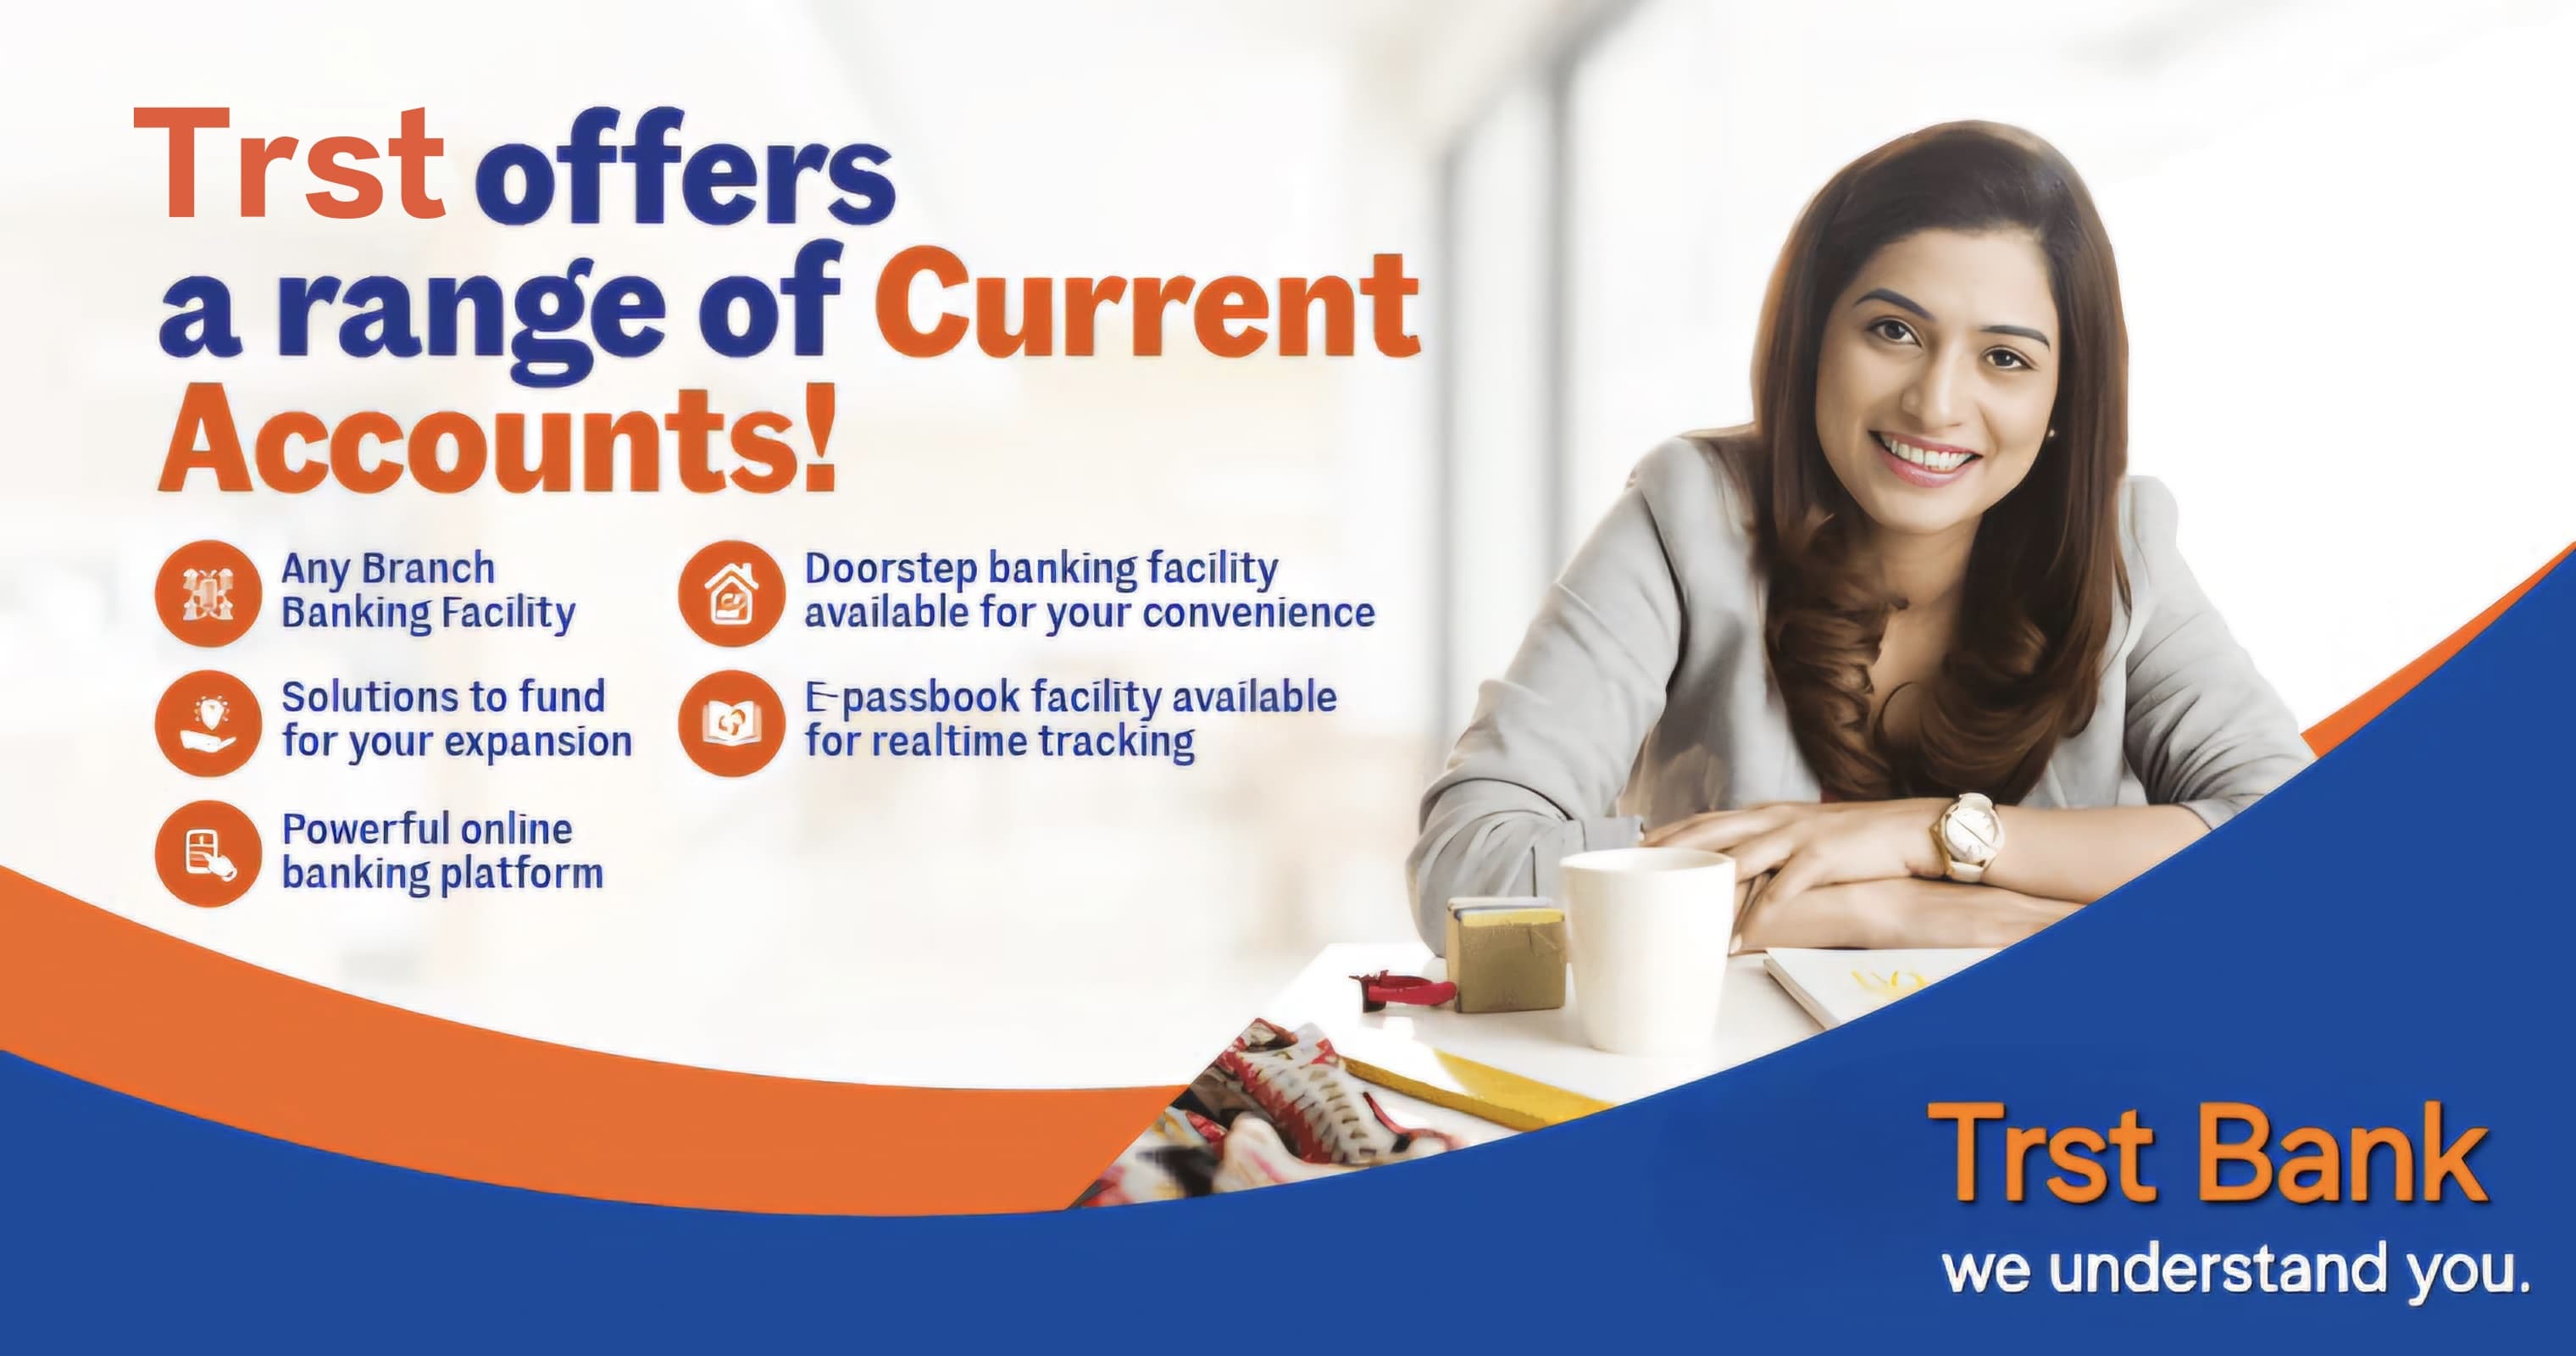 Trst offers
a range of Current
Accounts!
Any Branch
Banking Facility
Solutions to fund
for your expansion
Powerful online
banking platform
Doorstep banking facility
available for your convenience
E-passbook facility available
for realtime tracking
Trst Bank
we understand you.